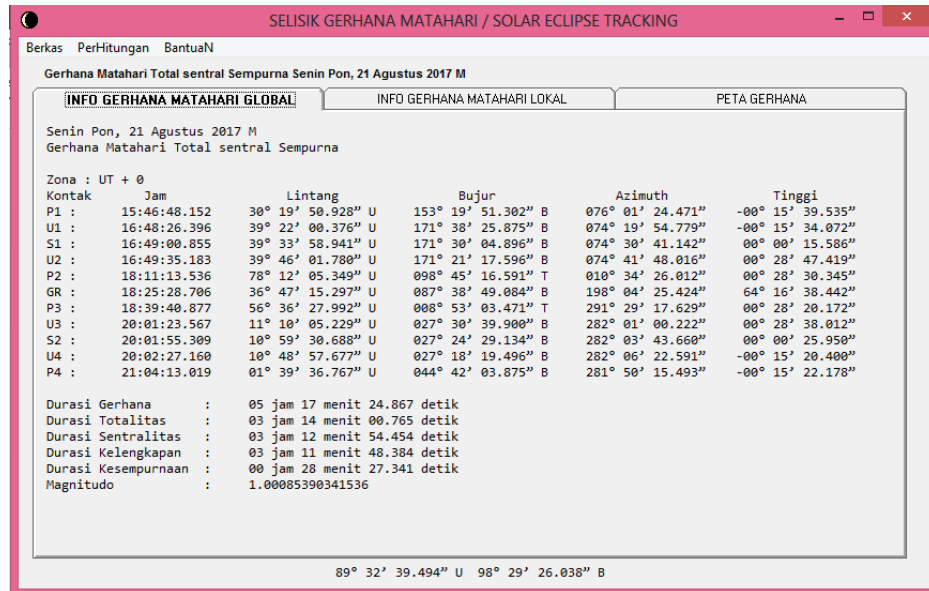 SELISIK GERHANA MATAHARI / SOLAR ECLIPSE TRACKING
Berkas PerHitungan BantuaN
Gerhana Matahari Total sentral Sempurna Senin Pon, 21 Agustus 2017 M
INFO GERHANA MATAHARI GLOBAL INFO GERHANA MATAHARI LOKAL PETA GERHANA
Senin Pon, 21 Agustus 2017 M
Gerhana Matahari Total sentral Sempurna
Zona : UT + 0
Kontak Jam Lintang Bujur Azimuth Tinggi
P1 : 15:46:48.152 30° 19’ 50.928” U 153° 19’ 51.302” B 076° 01’ 24.471” -00° 15’ 39.535”
U1 : 16:48:26.396 39° 22’ 00.376” U 171° 38’ 25.875” B 074° 19’ 54.779” -00° 15’ 34.072”
S1 : 16:49:00.855 39° 33’ 58.941” U 171° 30’ 04.896” B 074° 30’ 41.142” 00° 00’ 15.586”
U2 : 16:49:35.183 39° 46’ 01.780” U 171° 21’ 17.596” B 074° 41’ 48.016” 00° 28’ 47.419”
P2 : 18:11:13.536 78° 12’ 05.349” U 098° 45’ 16.591” T 010° 34’ 26.012” 00° 28’ 30.345”
GR : 18:25:28.706 36° 47’ 15.297” U 087° 38’ 49.084” B 198° 04’ 25.424” 64° 16’ 38.442”
P3 : 18:39:40.877 56° 36’ 27.992” U 008° 53’ 03.471” T 291° 29’ 17.629” 00° 28’ 20.172”
U3 : 20:01:23.567 11° 10’ 05.229” U 027° 30’ 39.900” B 282° 01’ 00.222” 00° 28’ 38.012”
S2 : 20:01:55.309 10° 59’ 30.688” U 027° 24’ 29.134” B 282° 03’ 43.660” 00° 00’ 25.950”
U4 : 20:02:27.160 10° 48’ 57.677” U 027° 18’ 19.496” B 282° 06’ 22.591” -00° 15’ 20.400”
P4 : 21:04:13.019 01° 39’ 36.767” U 044° 42’ 03.875” B 281° 50’ 15.493” -00° 15’ 22.178”
Durasi Gerhana : 05 jam 17 menit 24.867 detik
Durasi Totalitas : 03 jam 14 menit 00.765 detik
Durasi Sentralitas : 03 jam 12 menit 54.454 detik
Durasi Kelengkapan : 03 jam 11 menit 48.384 detik
Durasi Kesempurnaan : 00 jam 28 menit 27.341 detik
Magnitudo : 1.00085390341536
89° 32’ 39.494” U 98° 29’ 26.038” B